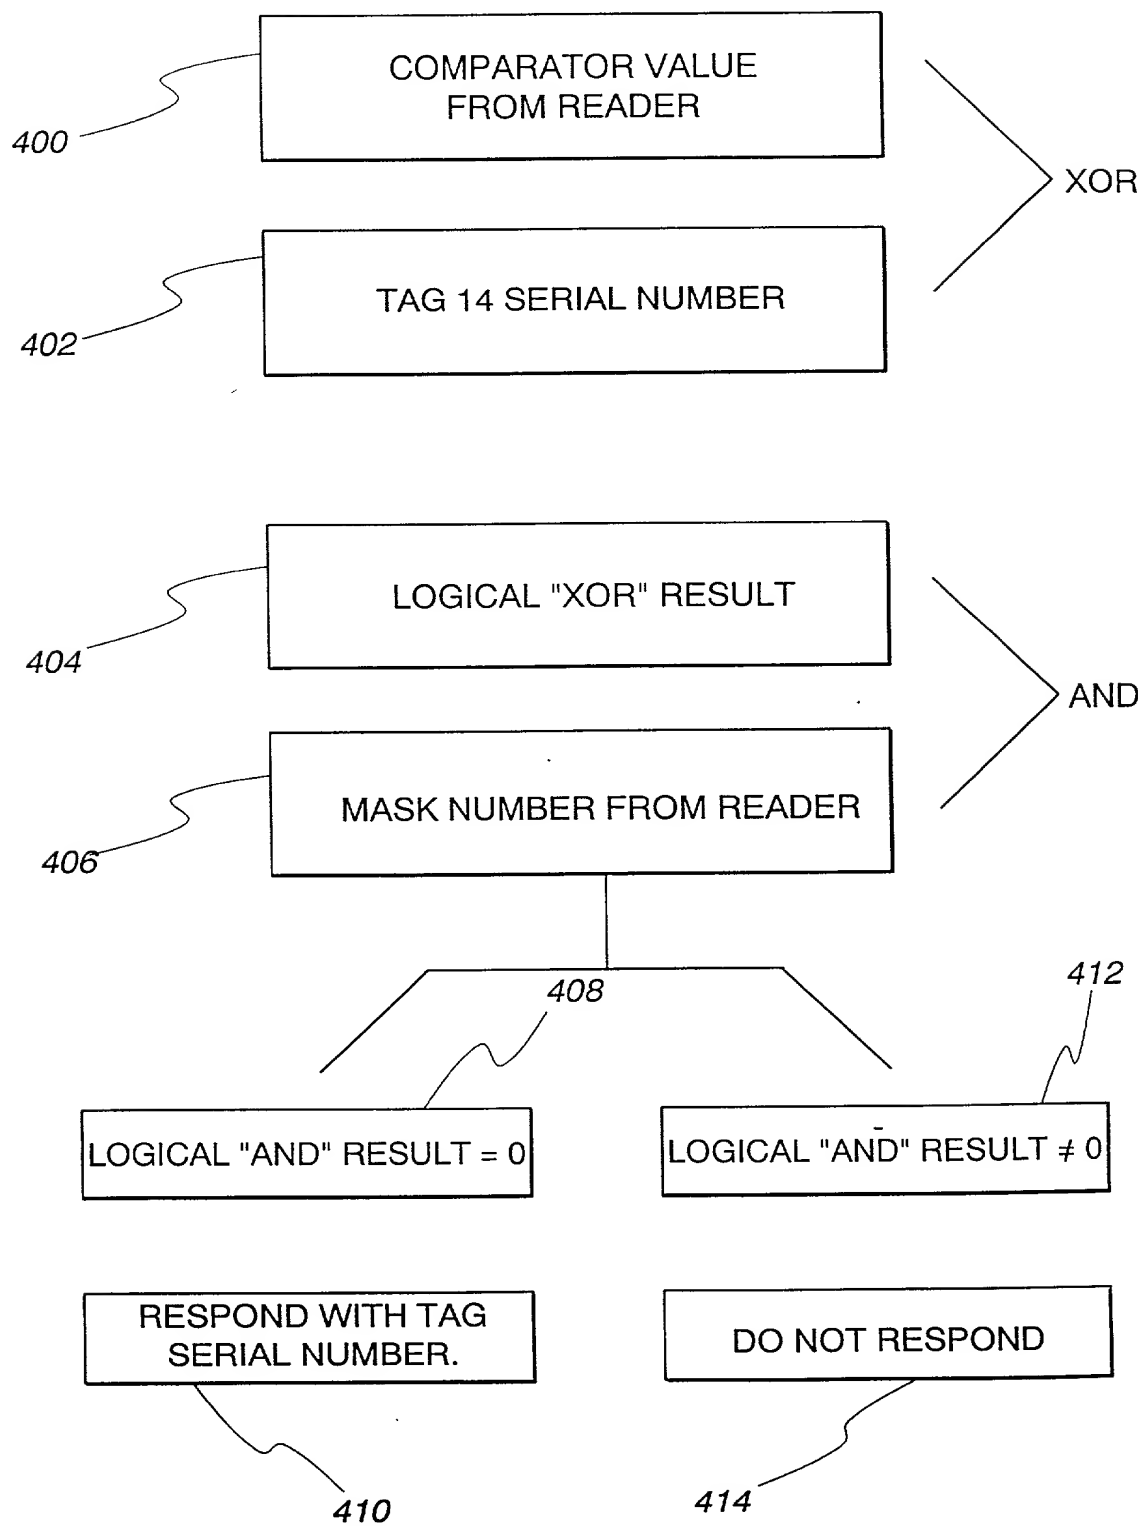 COMPARATOR VALUE
FROM READER
400
XOR
TAG 14 SERIAL NUMBER
402
LOGICAL "XOR" RESULT
404
AND
MASK NUMBER FROM READER
406
408
412
LOGICAL "AND" RESULT = 0
LOGICAL "AND" RESULT ≠ 0
RESPOND WITH TAG
SERIAL NUMBER.
DO NOT RESPOND
410
414